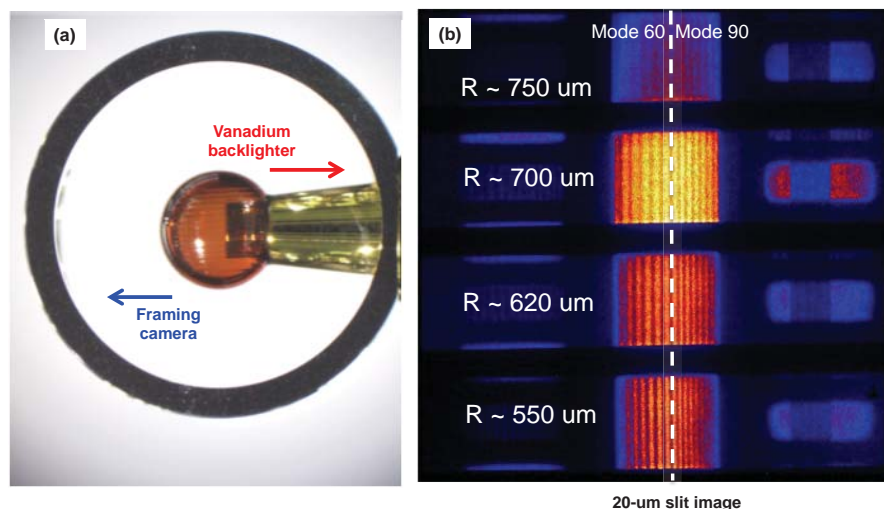 (a)
Vanadium
backlighter
Framing
camera
(b)
Mode 60 Mode 90
R ~ 750 um
R ~ 700 um
R ~ 620 um
R ~ 550 um
20-um slit image